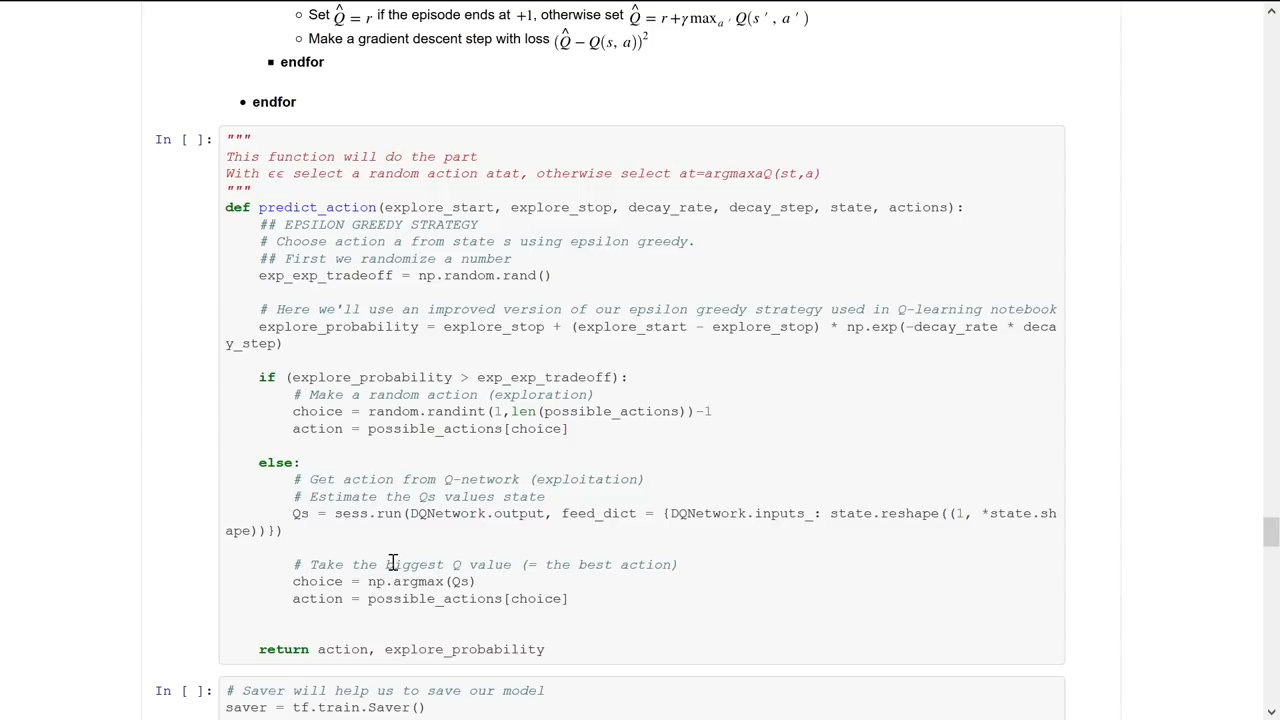 Set Q̂ = r if the episode ends at +1, otherwise set Q̂ = r+γmaxₐ′ Q(s′, a′)
Make a gradient descent step with loss (Q̂ − Q(s, a))²
endfor
endfor
In [ ]:
"""
This function will do the part
With ϵϵ select a random action atat, otherwise select at=argmaxaQ(st,a)
"""
def predict_action(explore_start, explore_stop, decay_rate, decay_step, state, actions):
    ## EPSILON GREEDY STRATEGY
    # Choose action a from state s using epsilon greedy.
    ## First we randomize a number
    exp_exp_tradeoff = np.random.rand()
    # Here we'll use an improved version of our epsilon greedy strategy used in Q-learning notebook
    explore_probability = explore_stop + (explore_start - explore_stop) * np.exp(-decay_rate * deca
y_step)
    if (explore_probability > exp_exp_tradeoff):
        # Make a random action (exploration)
        choice = random.randint(1,len(possible_actions))-1
        action = possible_actions[choice]
    else:
        # Get action from Q-network (exploitation)
        # Estimate the Qs values state
        Qs = sess.run(DQNetwork.output, feed_dict = {DQNetwork.inputs_: state.reshape((1, *state.sh
ape))})
        # Take the biggest Q value (= the best action)
        choice = np.argmax(Qs)
        action = possible_actions[choice]
    return action, explore_probability
In [ ]:
# Saver will help us to save our model
saver = tf.train.Saver()